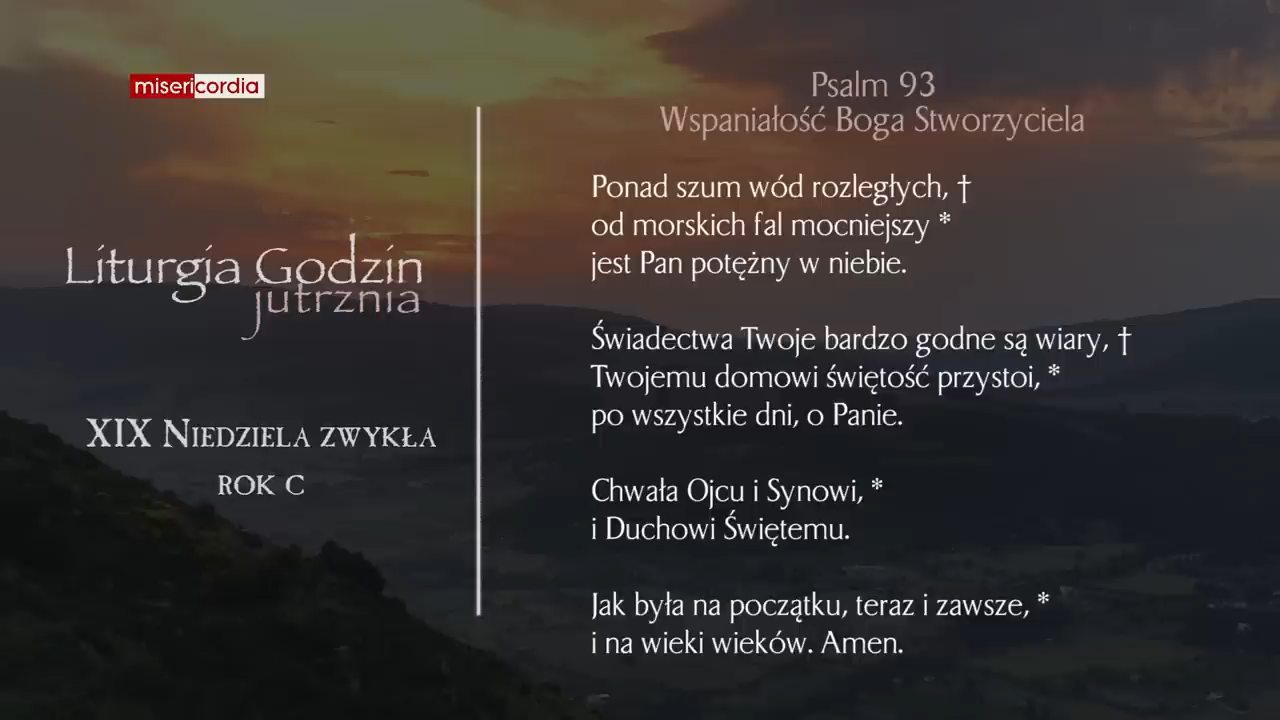 misericordia
Liturgia Godzin
jutrznia
XIX Niedziela zwykła
rok C
Psalm 93
Wspaniałość Boga Stworzyciela
Ponad szum wód rozległych, †
od morskich fal mocniejszy *
jest Pan potężny w niebie.
Świadectwa Twoje bardzo godne są wiary, †
Twojemu domowi świętość przystoi, *
po wszystkie dni, o Panie.
Chwała Ojcu i Synowi, *
i Duchowi Świętemu.
Jak była na początku, teraz i zawsze, *
i na wieki wieków. Amen.